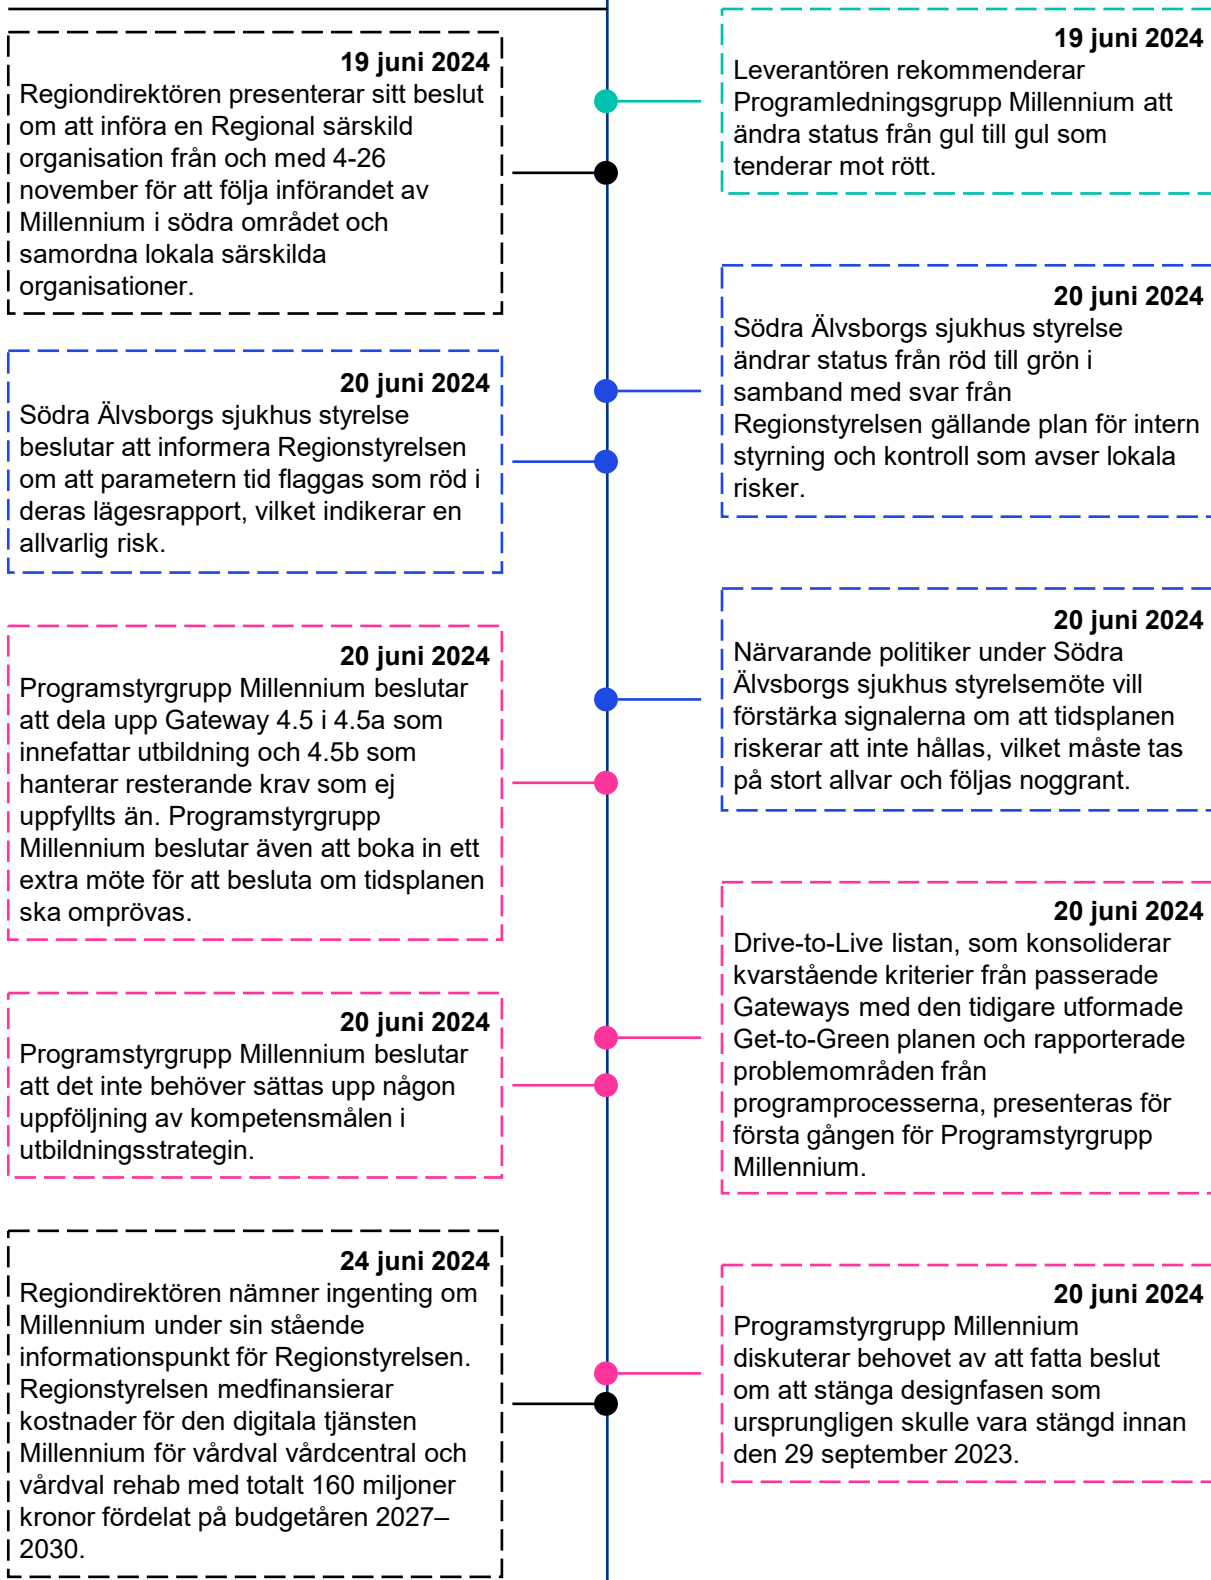 19 juni 2024
Regiondirektören presenterar sitt beslut
om att införa en Regional särskild
organisation från och med 4-26
november för att följa införandet av
Millennium i södra området och
samordna lokala särskilda
organisationer.
19 juni 2024
Leverantören rekommenderar
Programledningsgrupp Millennium att
ändra status från gul till gul som
tenderar mot rött.
20 juni 2024
Södra Älvsborgs sjukhus styrelse
beslutar att informera Regionstyrelsen
om att parametern tid flaggas som röd i
deras lägesrapport, vilket indikerar en
allvarlig risk.
20 juni 2024
Södra Älvsborgs sjukhus styrelse
ändrar status från röd till grön i
samband med svar från
Regionstyrelsen gällande plan för intern
styrning och kontroll som avser lokala
risker.
20 juni 2024
Programstyrgrupp Millennium beslutar
att dela upp Gateway 4.5 i 4.5a som
innefattar utbildning och 4.5b som
hanterar resterande krav som ej
uppfyllts än. Programstyrgrupp
Millennium beslutar även att boka in ett
extra möte för att besluta om tidsplanen
ska omprövas.
20 juni 2024
Närvarande politiker under Södra
Älvsborgs sjukhus styrelsemöte vill
förstärka signalerna om att tidsplanen
riskerar att inte hållas, vilket måste tas
på stort allvar och följas noggrant.
20 juni 2024
Programstyrgrupp Millennium beslutar
att det inte behöver sättas upp någon
uppföljning av kompetensmålen i
utbildningsstrategin.
20 juni 2024
Drive-to-Live listan, som konsoliderar
kvarstående kriterier från passerade
Gateways med den tidigare utformade
Get-to-Green planen och rapporterade
problemområden från
programprocesserna, presenteras för
första gången för Programstyrgrupp
Millennium.
24 juni 2024
Regiondirektören nämner ingenting om
Millennium under sin stående
informationspunkt för Regionstyrelsen.
Regionstyrelsen medfinansierar
kostnader för den digitala tjänsten
Millennium för vårdval vårdcentral och
vårdval rehab med totalt 160 miljoner
kronor fördelat på budgetåren 2027–
2030.
20 juni 2024
Programstyrgrupp Millennium
diskuterar behovet av att fatta beslut
om att stänga designfasen som
ursprungligen skulle vara stängd innan
den 29 september 2023.